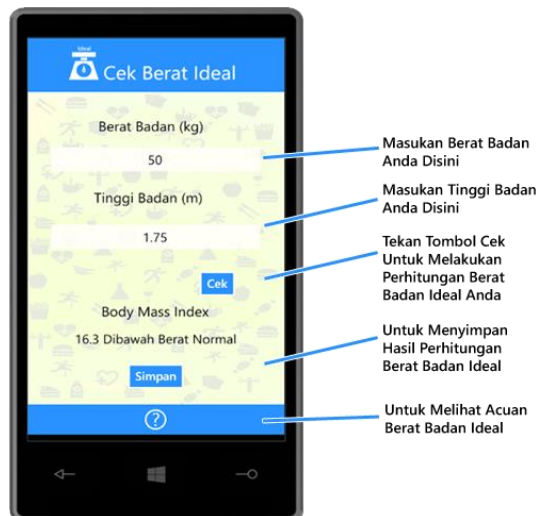 Ideal
Cek Berat Ideal
Berat Badan (kg)
50
Tinggi Badan (m)
1.75
Cek
Body Mass Index
16.3 Dibawah Berat Normal
Simpan
?
Masukan Berat Badan
Anda Disini
Masukan Tinggi Badan
Anda Disini
Tekan Tombol Cek
Untuk Melakukan
Perhitungan Berat
Badan Ideal Anda
Untuk Menyimpan
Hasil Perhitungan
Berat Badan Ideal
Untuk Melihat Acuan
Berat Badan Ideal